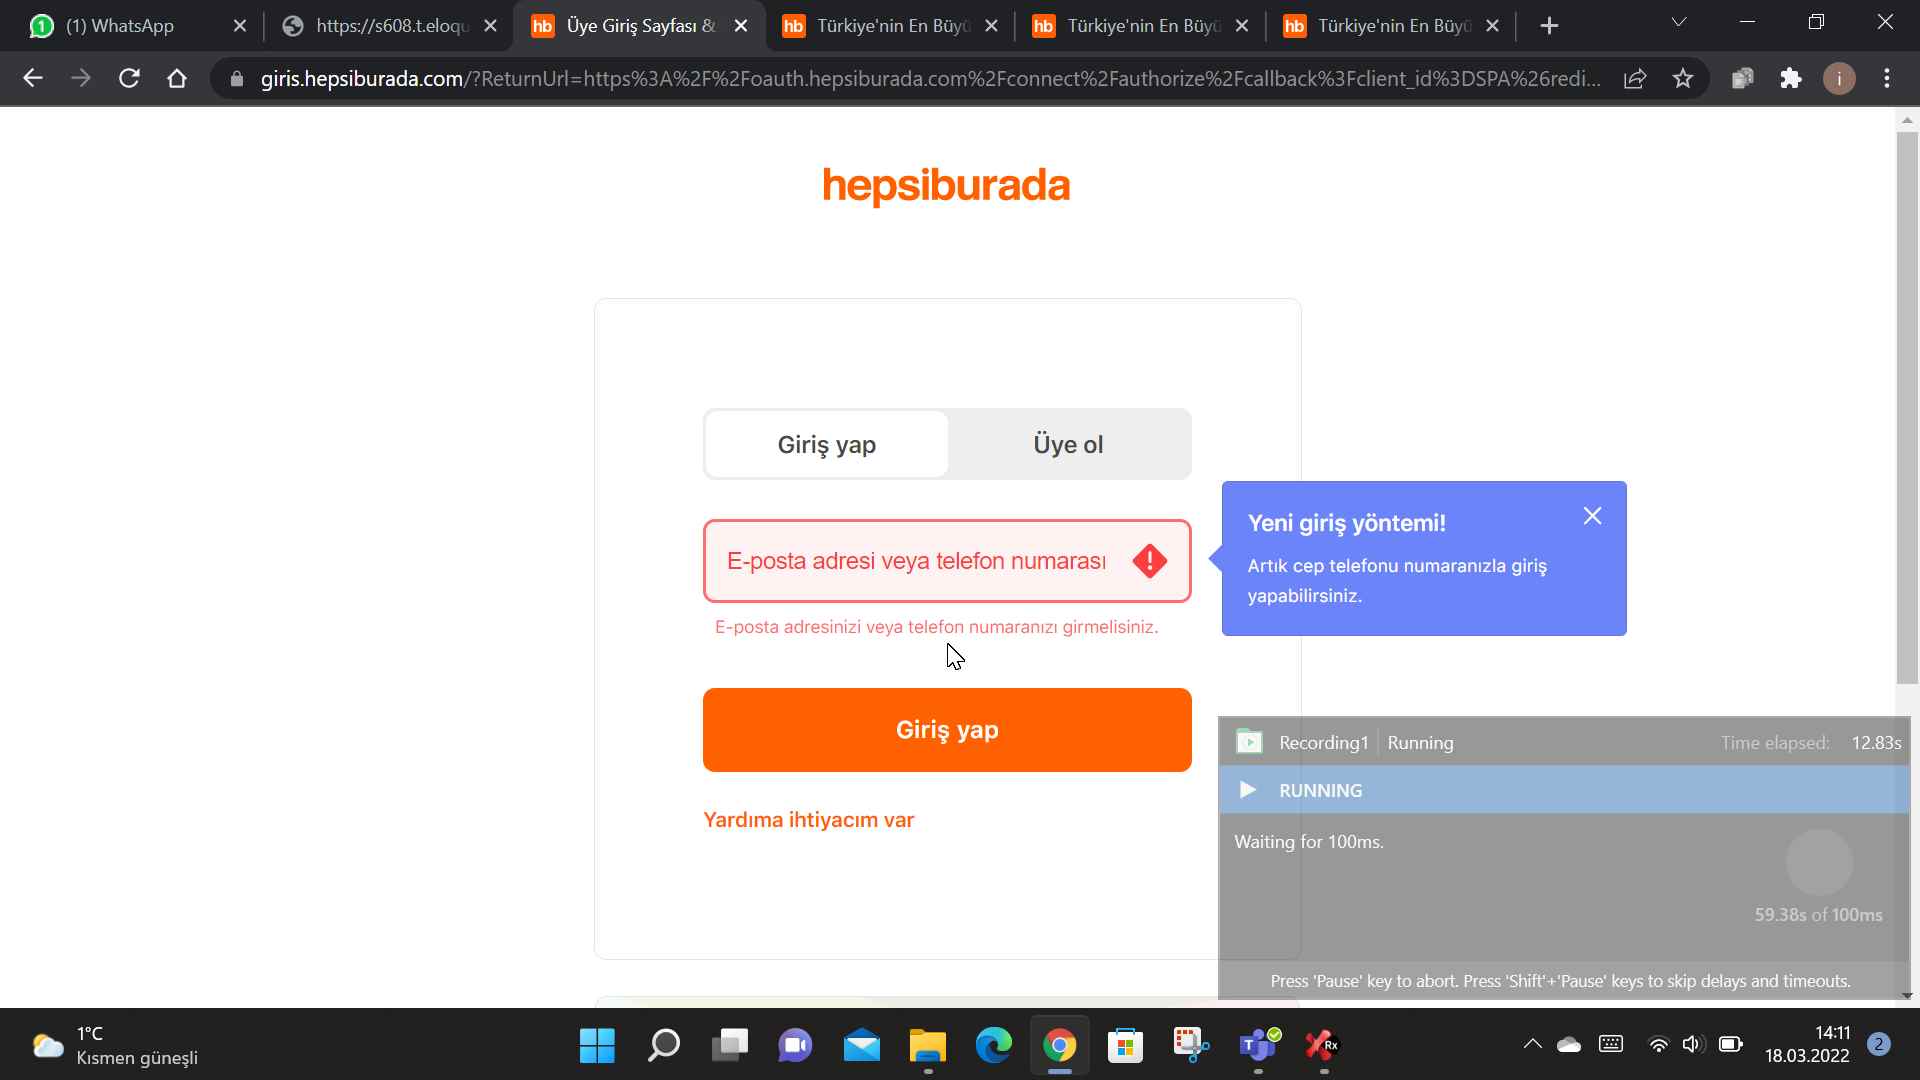 (1) WhatsApp
https://s608.t.eloqu
hb Üye Giriş Sayfası &
hb Türkiye'nin En Büyü
hb Türkiye'nin En Büyü
hb Türkiye'nin En Büyü
giris.hepsiburada.com/?ReturnUrl=https%3A%2F%2Foauth.hepsiburada.com%2Fconnect%2Fauthorize%2Fcallback%3Fclient_id%3DSPA%26redi...
i
hepsiburada
Giriş yap
Üye ol
E-posta adresi veya telefon numarası
E-posta adresinizi veya telefon numaranızı girmelisiniz.
Yeni giriş yöntemi!
Artık cep telefonu numaranızla giriş
yapabilirsiniz.
Giriş yap
Yardıma ihtiyacım var
Recording1 Running
Time elapsed: 12.83s
RUNNING
Waiting for 100ms.
59.38s of 100ms
Press 'Pause' key to abort. Press 'Shift'+'Pause' keys to skip delays and timeouts.
1°C
Kısmen güneşli
14:11
18.03.2022
2